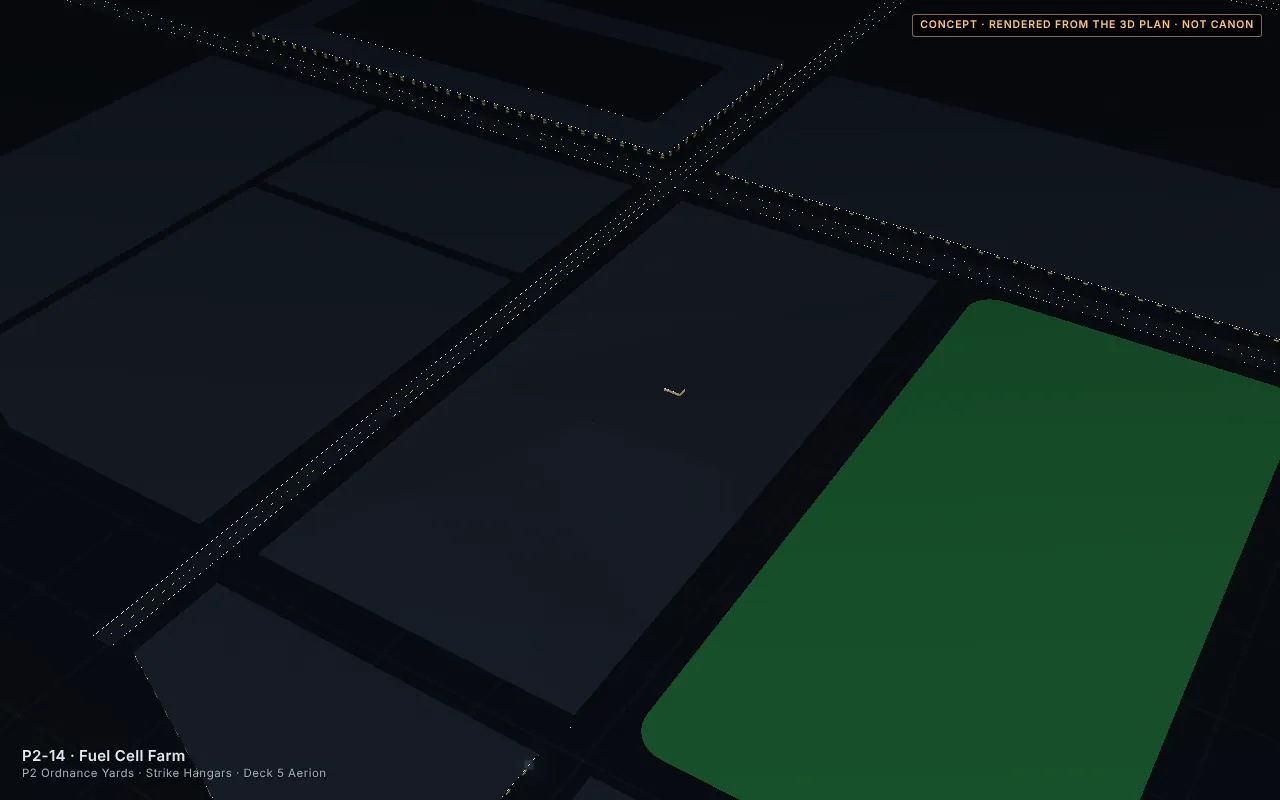 CONCEPT · RENDERED FROM THE 3D PLAN · NOT CANON
P2-14 · Fuel Cell Farm
P2 Ordnance Yards · Strike Hangars · Deck 5 Aerion